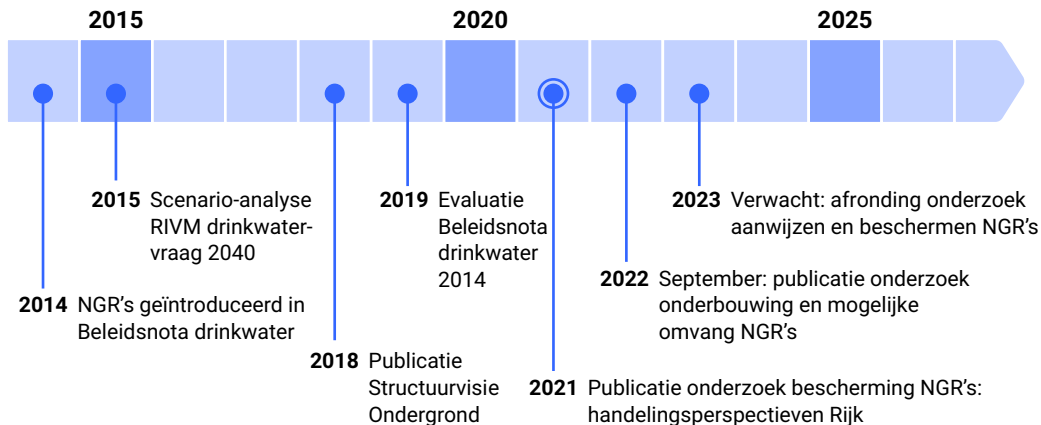 2015
2020
2025
2015 Scenario-analyse
RIVM drinkwater-
vraag 2040
2019 Evaluatie
Beleidsnota
drinkwater
2014
2023 Verwacht: afronding onderzoek
aanwijzen en beschermen NGR's
2014 NGR's geïntroduceerd in
Beleidsnota drinkwater
2022 September: publicatie onderzoek
onderbouwing en mogelijke
omvang NGR's
2018 Publicatie
Structuurvisie
Ondergrond
2021 Publicatie onderzoek bescherming NGR's:
handelingsperspectieven Rijk